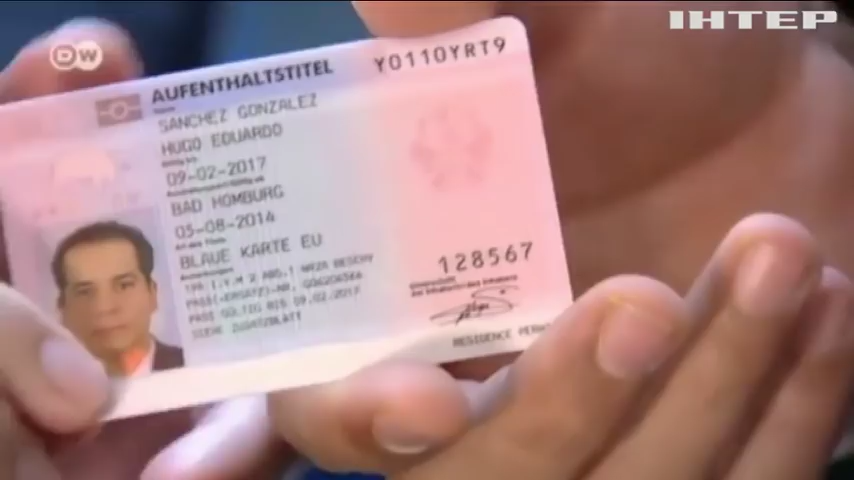 ІНТЕР
DW
AUFENTHALTSTITEL Y0110YRT9
SANCHEZ GONZALEZ
HUGO EDUARDO
09-02-2017
BAD HOMBURG
05-08-2014
BLAUE KARTE EU
128567
PASS GÜLTIG BIS 09.02.2017
SIEHE ZUSATZBLATT
RESIDENCE